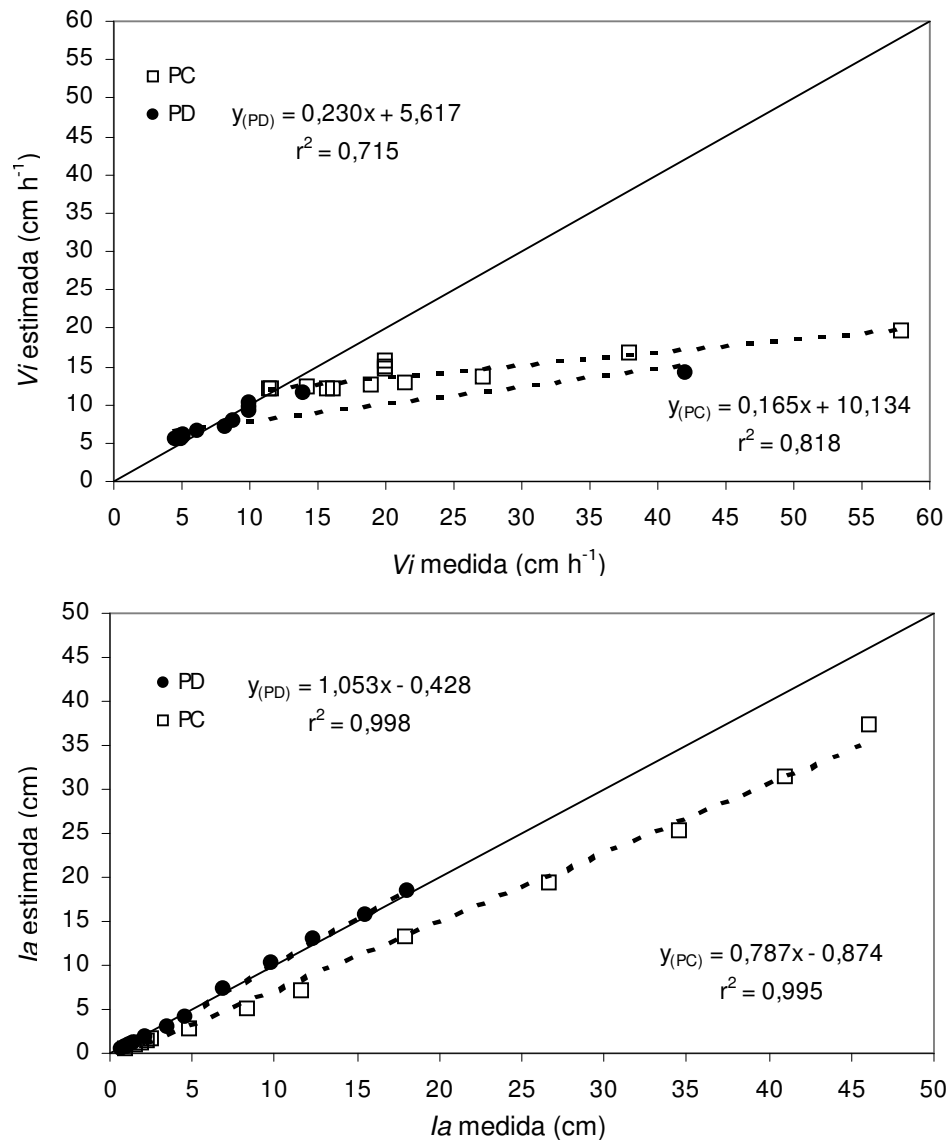 60
55
50
45
40
35
30
25
20
15
10
5
0
Vi estimada (cm h⁻¹)
PC
PD
y(PD) = 0,230x + 5,617
r² = 0,715
y(PC) = 0,165x + 10,134
r² = 0,818
0 5 10 15 20 25 30 35 40 45 50 55 60
Vi medida (cm h⁻¹)
50
45
40
35
30
25
20
15
10
5
0
Ia estimada (cm)
PD
PC
y(PD) = 1,053x - 0,428
r² = 0,998
y(PC) = 0,787x - 0,874
r² = 0,995
0 5 10 15 20 25 30 35 40 45 50
Ia medida (cm)